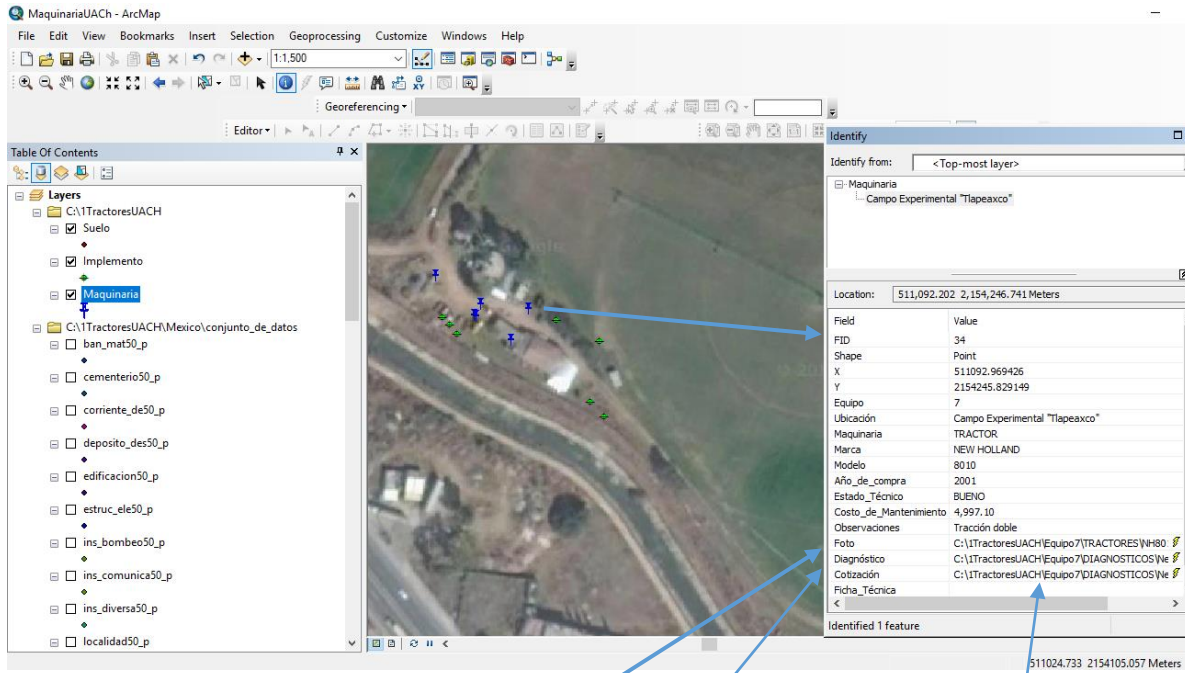 MaquinariaUACh - ArcMap
File Edit View Bookmarks Insert Selection Geoprocessing Customize Windows Help
1:1,500
Georeferencing
Editor
Table Of Contents
Layers
C:\1TractoresUACH
Suelo
Implemento
Maquinaria
C:\1TractoresUACH\Mexico\conjunto_de_datos
ban_mat50_p
cementerio50_p
corriente_de50_p
deposito_des50_p
edificacion50_p
estruc_ele50_p
ins_bombeo50_p
ins_comunica50_p
ins_diversa50_p
localidad50_p
Identify
Identify from: <Top-most layer>
Maquinaria
Campo Experimental "Tlapeaxco"
Location: 511,092.202 2,154,246.741 Meters
Field Value
FID 34
Shape Point
X 511092.969426
Y 2154245.829149
Equipo 7
Ubicación Campo Experimental "Tlapeaxco"
Maquinaria TRACTOR
Marca NEW HOLLAND
Modelo 8010
Año_de_compra 2001
Estado_Técnico BUENO
Costo_de_Mantenimiento 4,997.10
Observaciones Tracción doble
Foto C:\1TractoresUACH\Equipo7\TRACTORES\NH80
Diagnóstico C:\1TractoresUACH\Equipo7\DIAGNOSTICOS\Ne
Cotización C:\1TractoresUACH\Equipo7\DIAGNOSTICOS\Ne
Ficha_Técnica
Identified 1 feature
511024.733 2154105.057 Meters